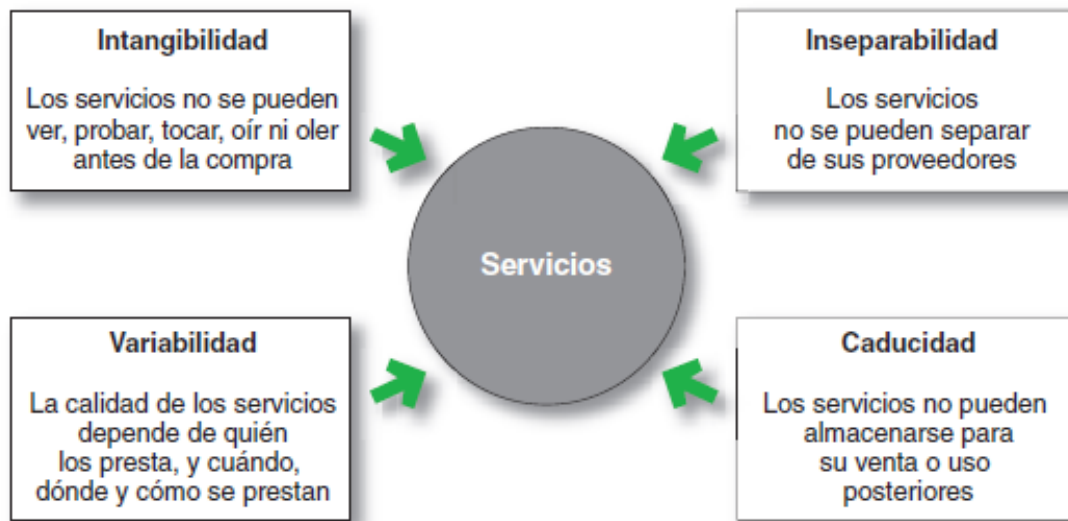 Intangibilidad
Los servicios no se pueden
ver, probar, tocar, oír ni oler
antes de la compra
Inseparabilidad
Los servicios
no se pueden separar
de sus proveedores
Servicios
Variabilidad
La calidad de los servicios
depende de quién
los presta, y cuándo,
dónde y cómo se prestan
Caducidad
Los servicios no pueden
almacenarse para
su venta o uso
posteriores